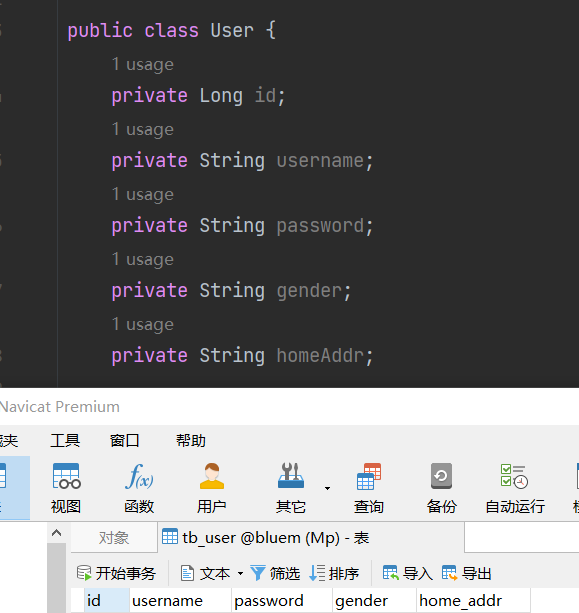 public class User {
1 usage
private Long id;
1 usage
private String username;
1 usage
private String password;
1 usage
private String gender;
1 usage
private String homeAddr;
Navicat Premium
工具 窗口 帮助
f(x)
视图 函数 用户 其它 查询 备份 自动运行
对象 tb_user @bluem (Mp) - 表
开始事务 文本 筛选 排序 导入 导出
id username password gender home_addr